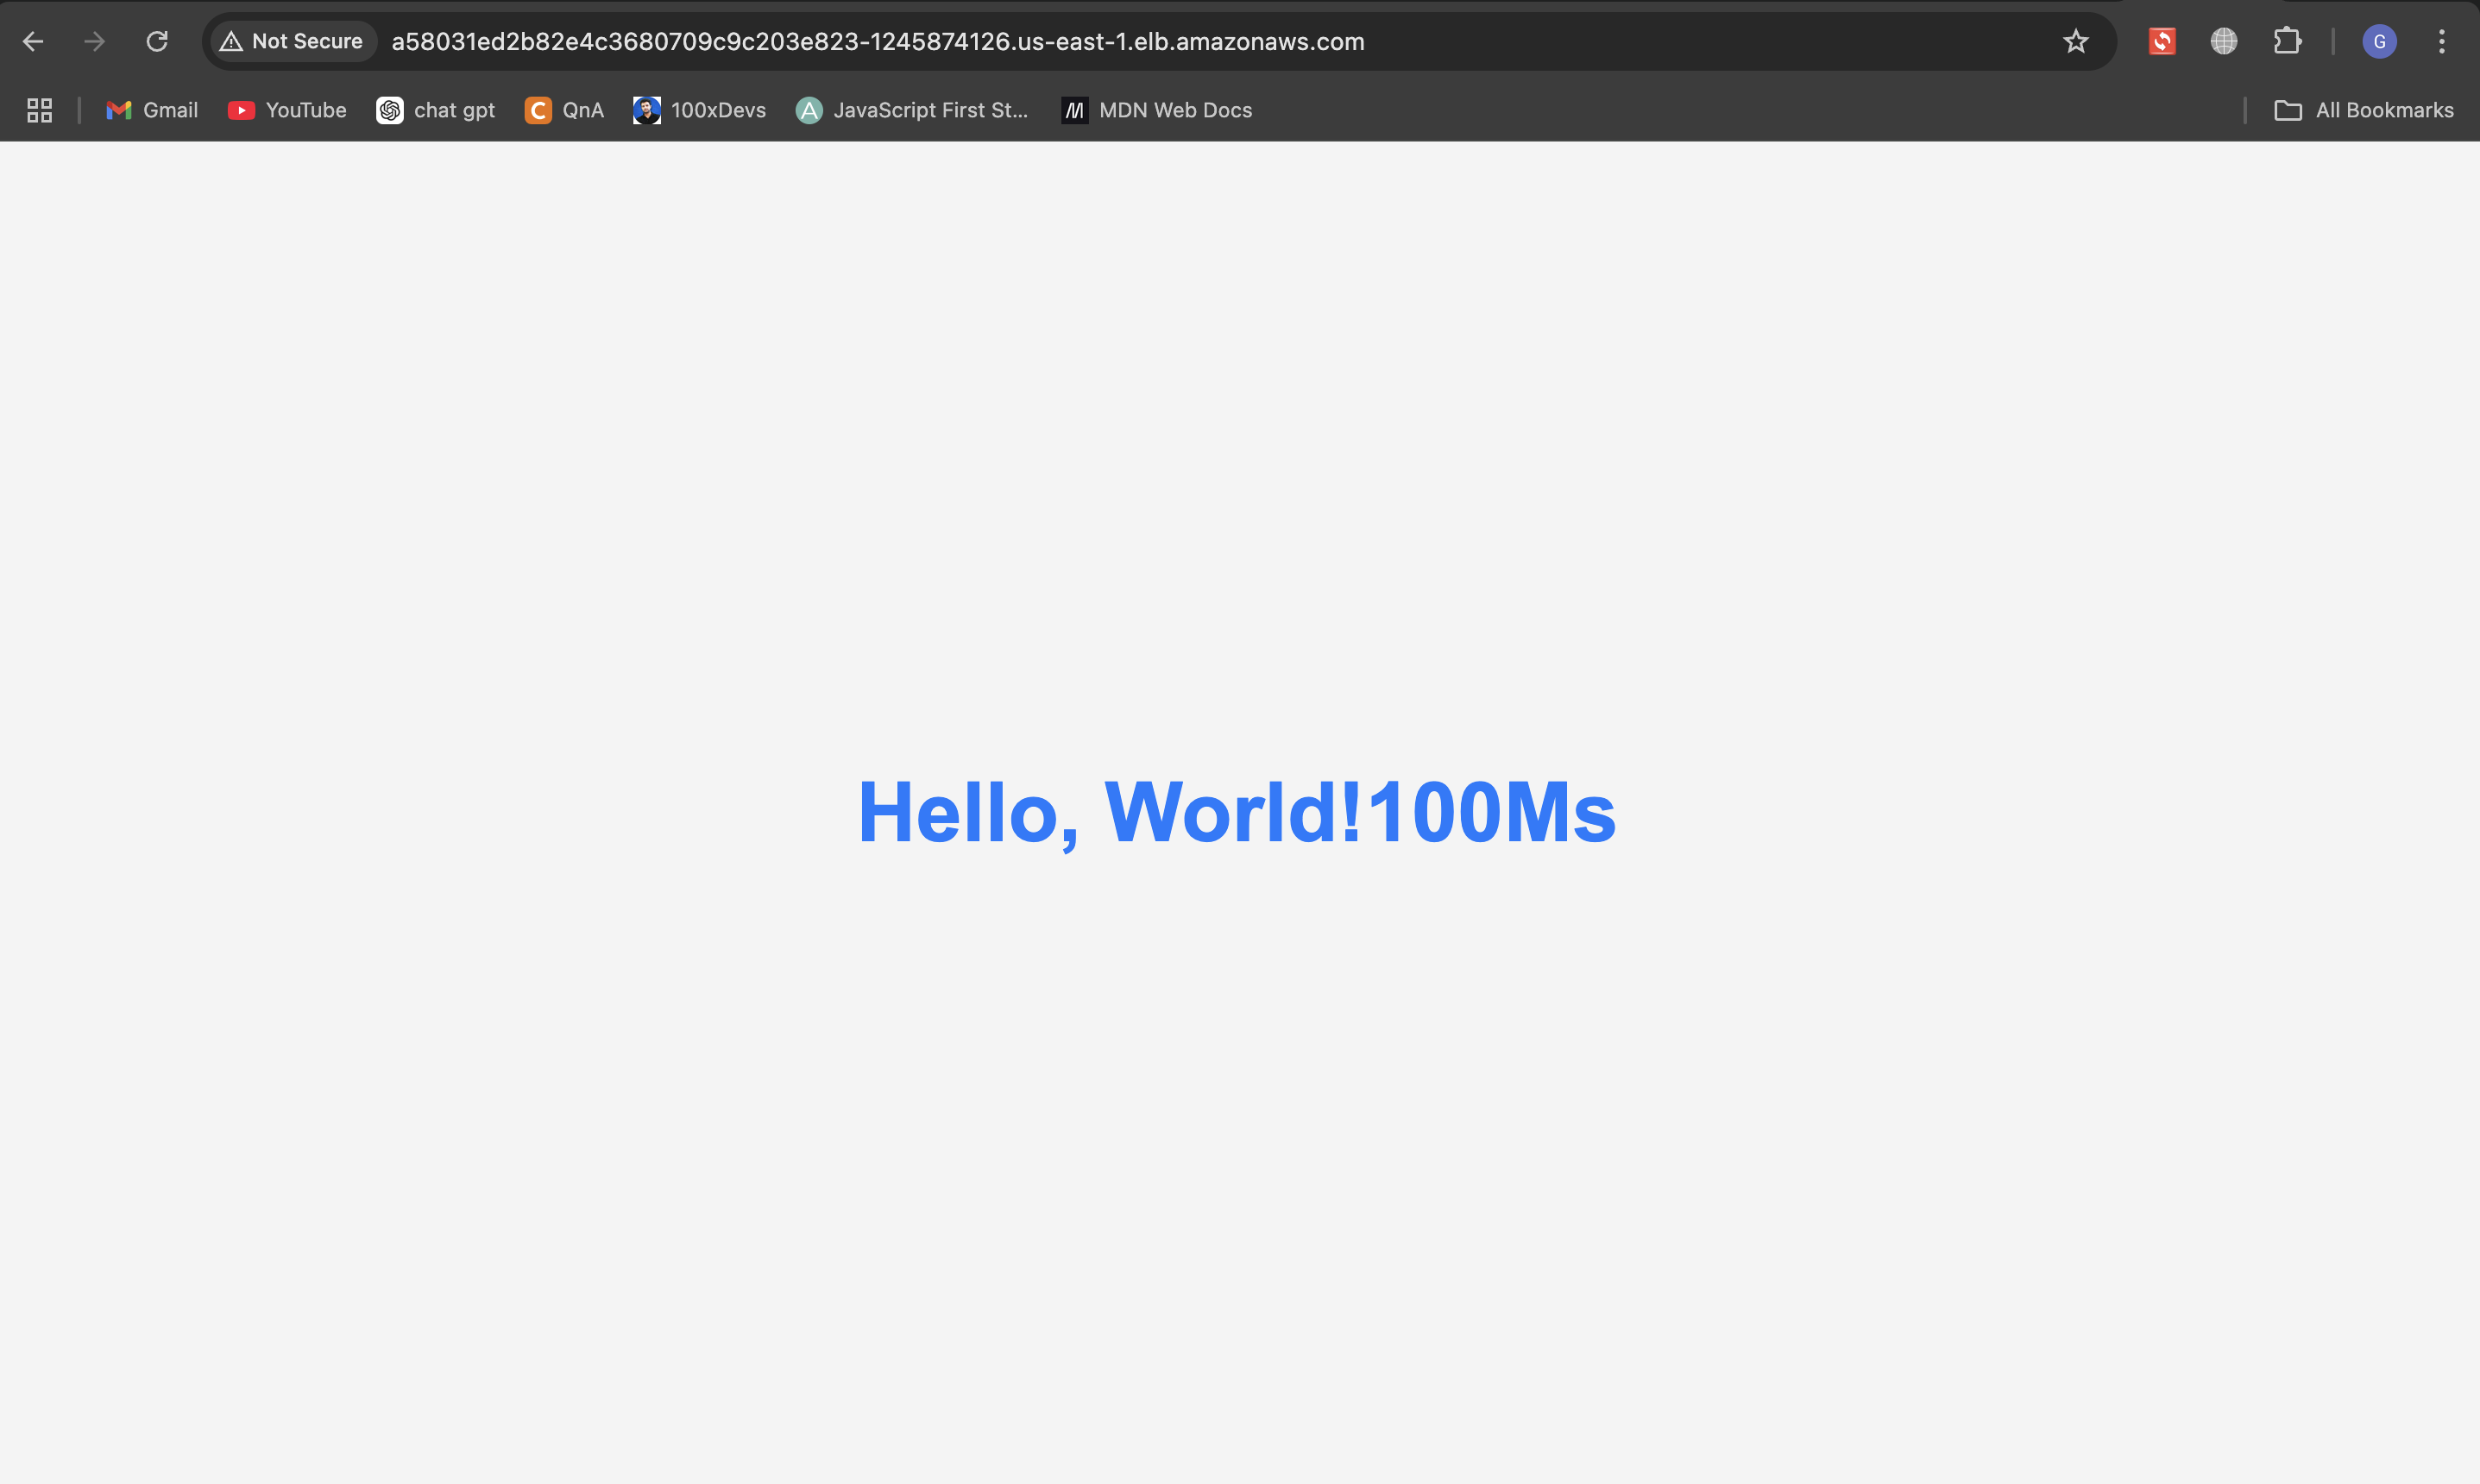 Not Secure a58031ed2b82e4c3680709c9c203e823-1245874126.us-east-1.elb.amazonaws.com G
Gmail YouTube chat gpt C QnA 100xDevs A JavaScript First St... M MDN Web Docs All Bookmarks
Hello, World!100Ms